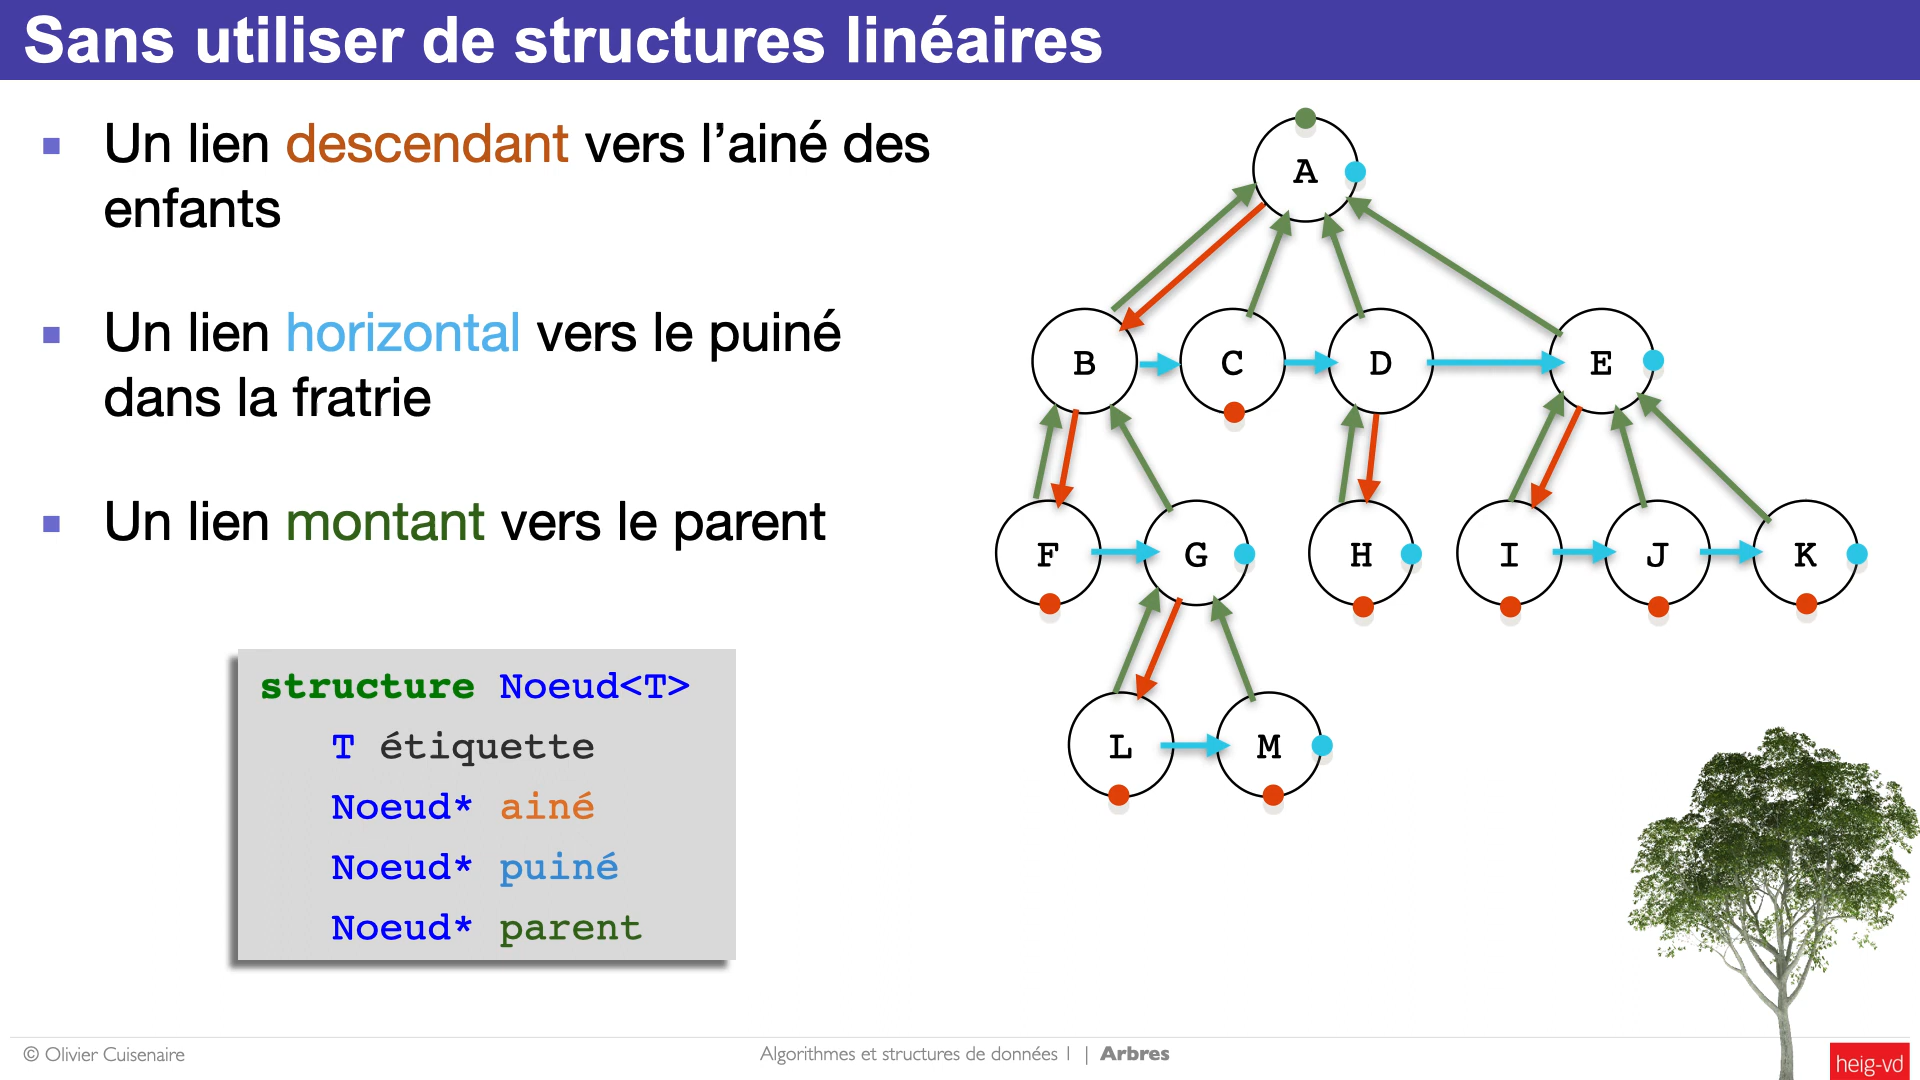 Sans utiliser de structures linéaires
Un lien descendant vers l’ainé des
enfants
Un lien horizontal vers le puiné
dans la fratrie
Un lien montant vers le parent
structure Noeud<T>
T étiquette
Noeud* ainé
Noeud* puiné
Noeud* parent
A
B C D E
F G H I J K
L M
© Olivier Cuisenaire
Algorithmes et structures de données 1 | Arbres
heig-vd